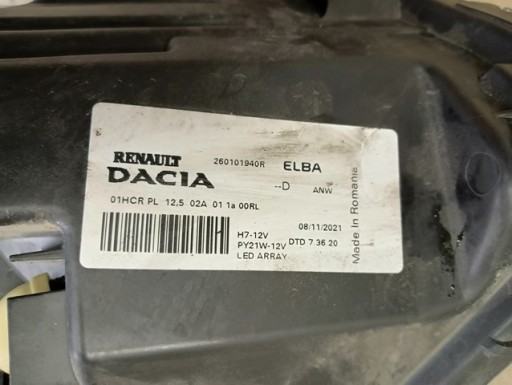 RENAULT 260101940R ELBA
DACIA --D ANW
01HCR PL 12,5 02A 01 1a 00RL
08/11/2021
H7-12V
PY21W-12V DTD 7.36.20
LED ARRAY
Made In Romania